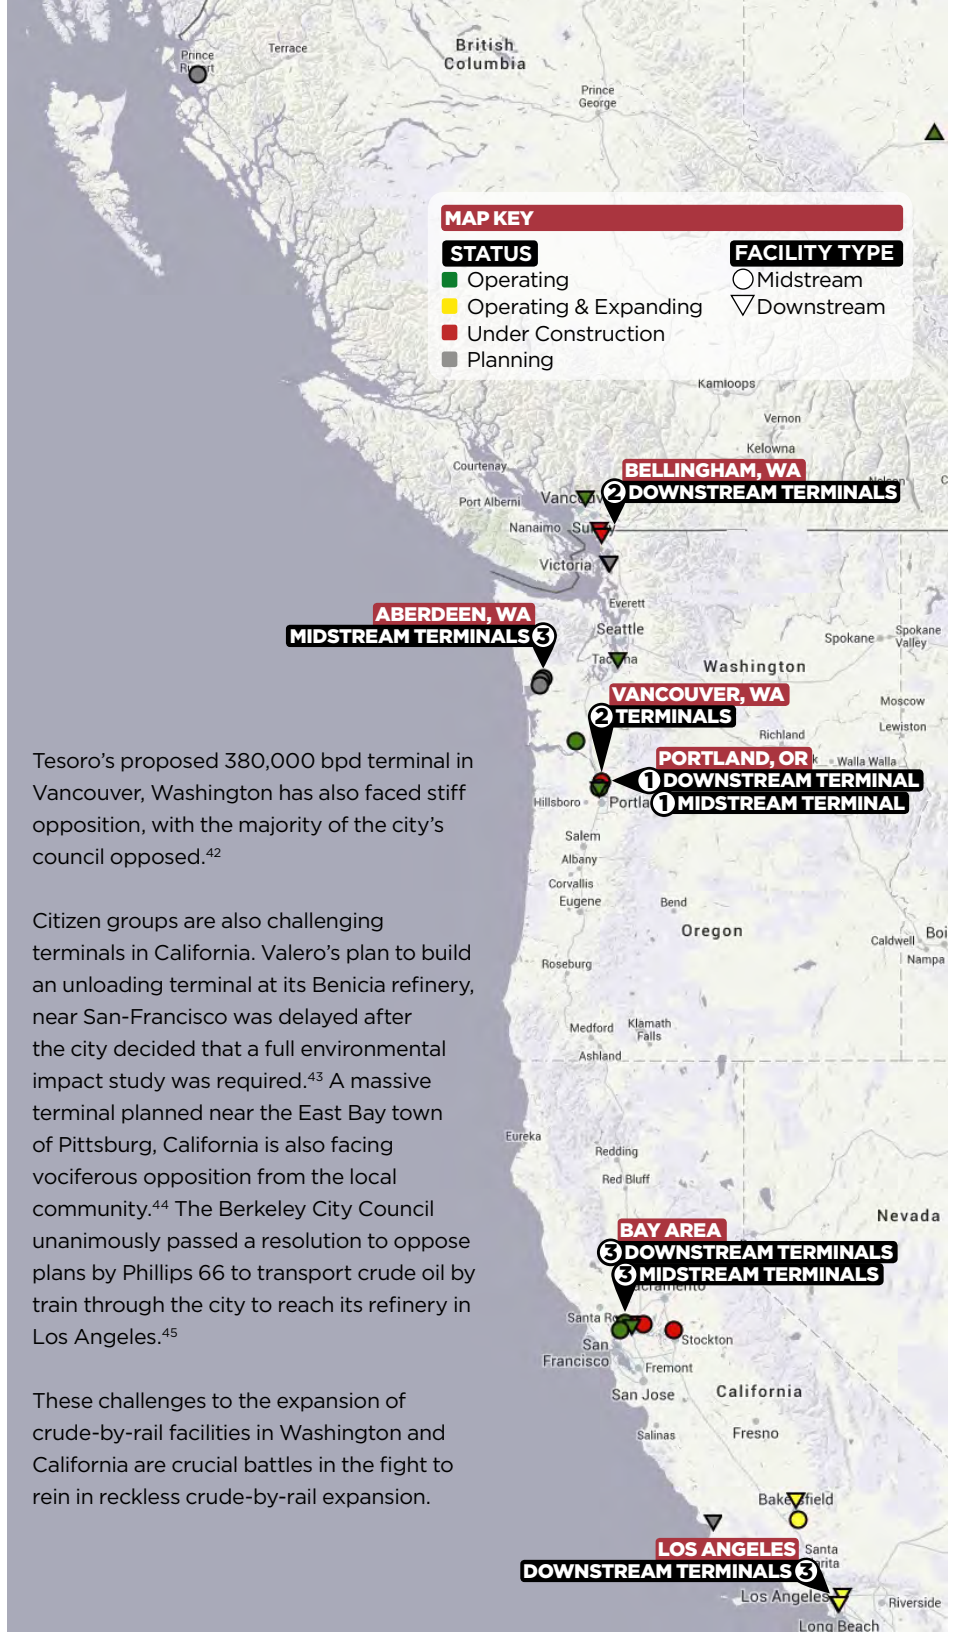 Prince
Terrace
British
Columbia
Prince
George
MAP KEY
STATUS
FACILITY TYPE
Operating
Midstream
Operating & Expanding
Downstream
Under Construction
Planning
Kamloops
Vernon
Kelowna
BELLINGHAM, WA
Courtenay
2 DOWNSTREAM TERMINALS
Port Alberni
Nanaimo
Victoria
Everett
ABERDEEN, WA
MIDSTREAM TERMINALS 3
Seattle
Spokane
Spokane
Valley
Washington
VANCOUVER, WA
2 TERMINALS
Moscow
Lewiston
Richland
PORTLAND, OR
Walla Walla
1 DOWNSTREAM TERMINAL
1 MIDSTREAM TERMINAL
Hillsboro
Salem
Albany
Corvallis
Eugene
Bend
Oregon
Caldwell
Boi
Nampa
Roseburg
Medford
Klamath
Falls
Ashland
Eureka
Redding
Red Bluff
Nevada
BAY AREA
3 DOWNSTREAM TERMINALS
3 MIDSTREAM TERMINALS
Stockton
San
Francisco
Fremont
San Jose
California
Salinas
Fresno
LOS ANGELES
Santa
DOWNSTREAM TERMINALS 3
Los Angeles
Riverside
Long Beach
Tesoro’s proposed 380,000 bpd terminal in
Vancouver, Washington has also faced stiff
opposition, with the majority of the city’s
council opposed.42
Citizen groups are also challenging
terminals in California. Valero’s plan to build
an unloading terminal at its Benicia refinery,
near San-Francisco was delayed after
the city decided that a full environmental
impact study was required.43 A massive
terminal planned near the East Bay town
of Pittsburg, California is also facing
vociferous opposition from the local
community.44 The Berkeley City Council
unanimously passed a resolution to oppose
plans by Phillips 66 to transport crude oil by
train through the city to reach its refinery in
Los Angeles.45
These challenges to the expansion of
crude-by-rail facilities in Washington and
California are crucial battles in the fight to
rein in reckless crude-by-rail expansion.